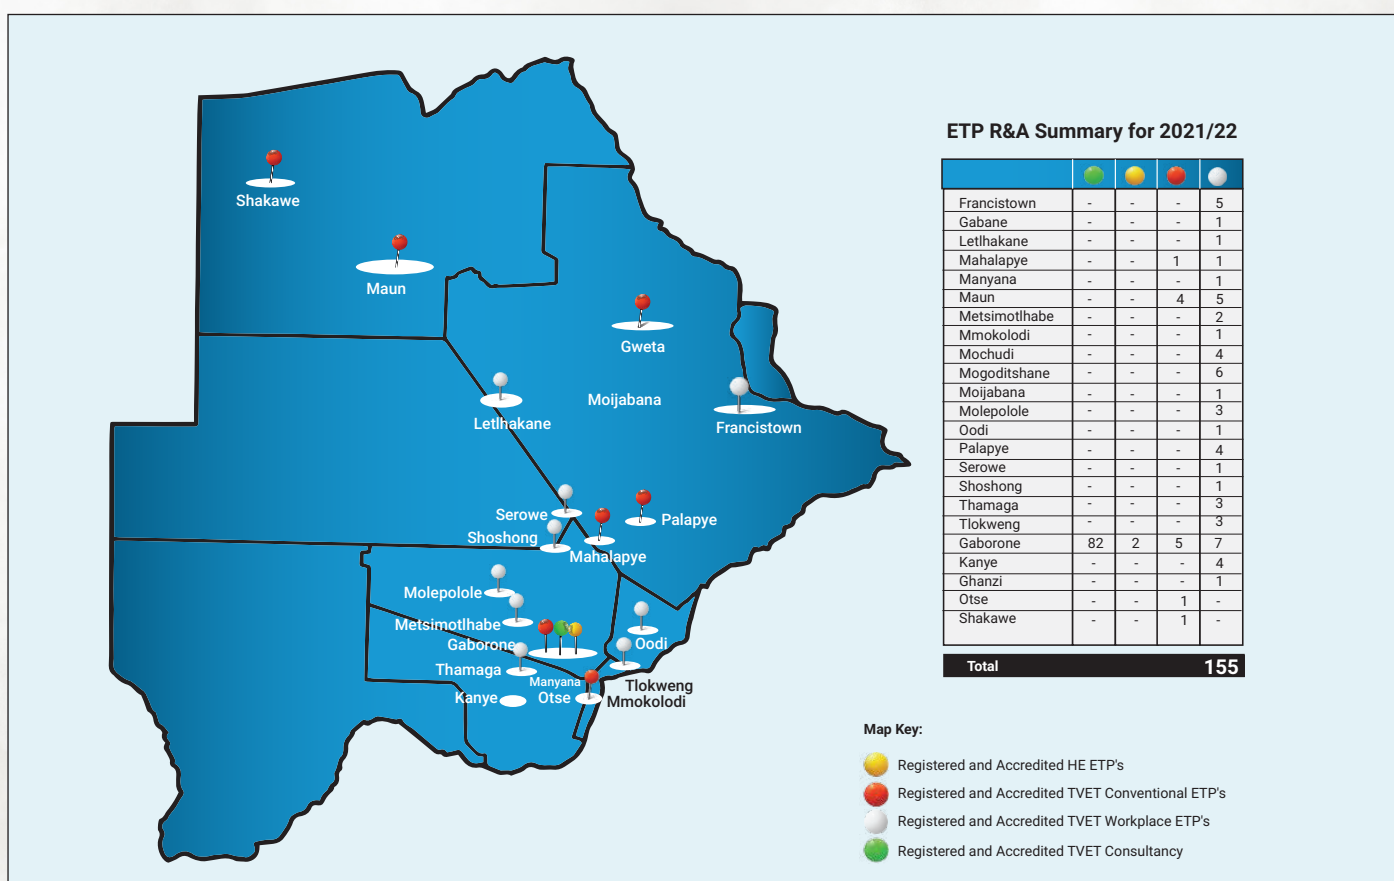 Shakawe
Maun
Gweta
Moijabana
Letlhakane
Francistown
Serowe
Palapye
Shoshong
Mahalapye
Molepolole
Metsimotlhabe
Gaborone
Oodi
Thamaga
Manyana
Tlokweng
Kanye
Otse
Mmokolodi
ETP R&A Summary for 2021/22
Francistown - - - 5
Gabane - - - 1
Letlhakane - - - 1
Mahalapye - - 1 1
Manyana - - - 1
Maun - - 4 5
Metsimotlhabe - - - 2
Mmokolodi - - - 1
Mochudi - - - 4
Mogoditshane - - - 6
Moijabana - - - 1
Molepolole - - - 3
Oodi - - - 1
Palapye - - - 4
Serowe - - - 1
Shoshong - - - 1
Thamaga - - - 3
Tlokweng - - - 3
Gaborone 82 2 5 7
Kanye - - - 4
Ghanzi - - - 1
Otse - - 1 -
Shakawe - - 1 -
Total 155
Map Key:
Registered and Accredited HE ETP's
Registered and Accredited TVET Conventional ETP's
Registered and Accredited TVET Workplace ETP's
Registered and Accredited TVET Consultancy